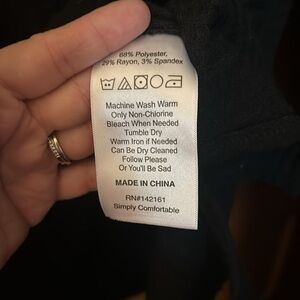 68% Polyester,
29% Rayon, 3% Spandex
Machine Wash Warm
Only Non-Chlorine
Bleach When Needed
Tumble Dry
Warm Iron if Needed
Can Be Dry Cleaned
Follow Please
Or You'll Be Sad
MADE IN CHINA
RN#142161
Simply Comfortable